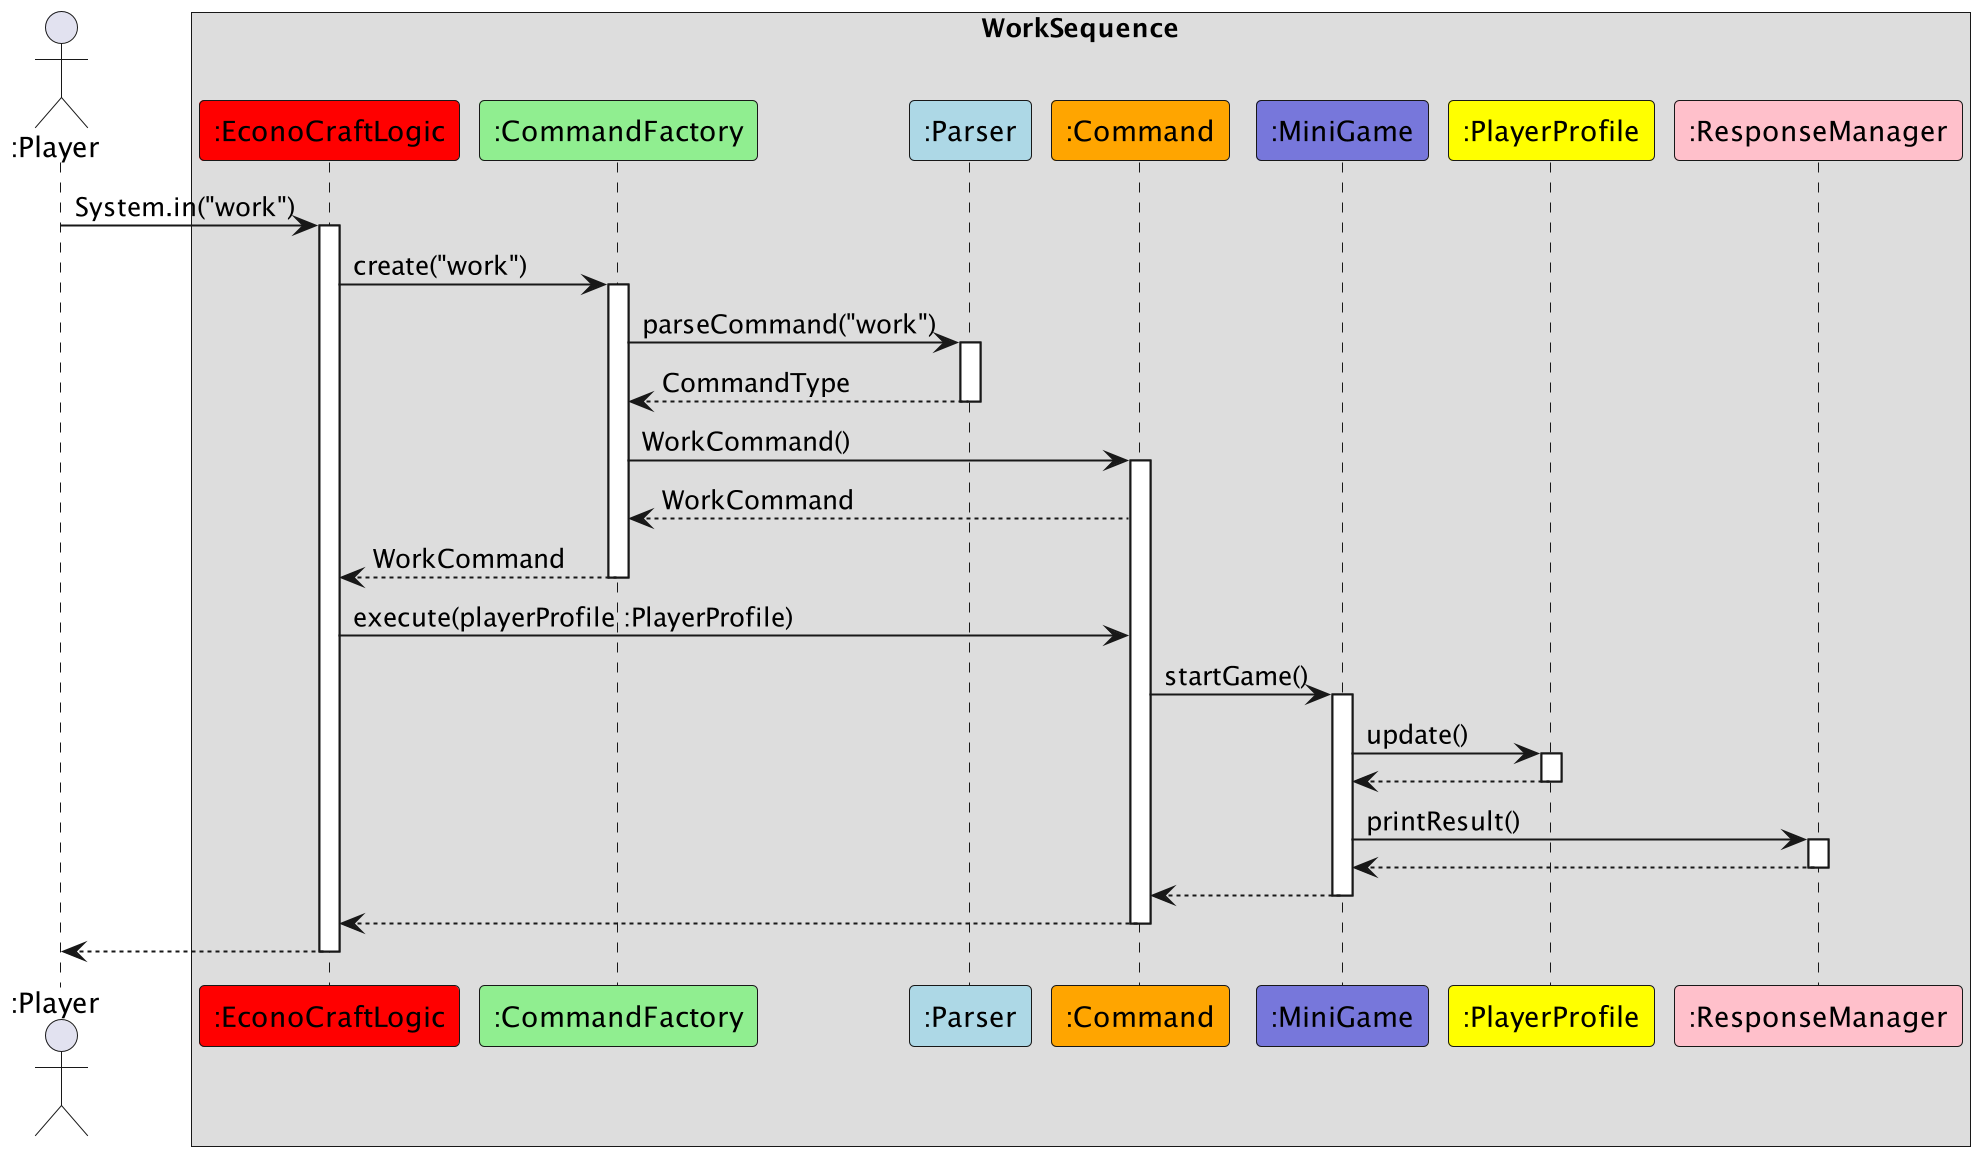 WorkSequence
:Player
:EconoCraftLogic
:CommandFactory
:Parser
:Command
:MiniGame
:PlayerProfile
:ResponseManager
System.in("work")
create("work")
parseCommand("work")
CommandType
WorkCommand()
WorkCommand
WorkCommand
execute(playerProfile :PlayerProfile)
startGame()
update()
printResult()
:Player
:EconoCraftLogic
:CommandFactory
:Parser
:Command
:MiniGame
:PlayerProfile
:ResponseManager